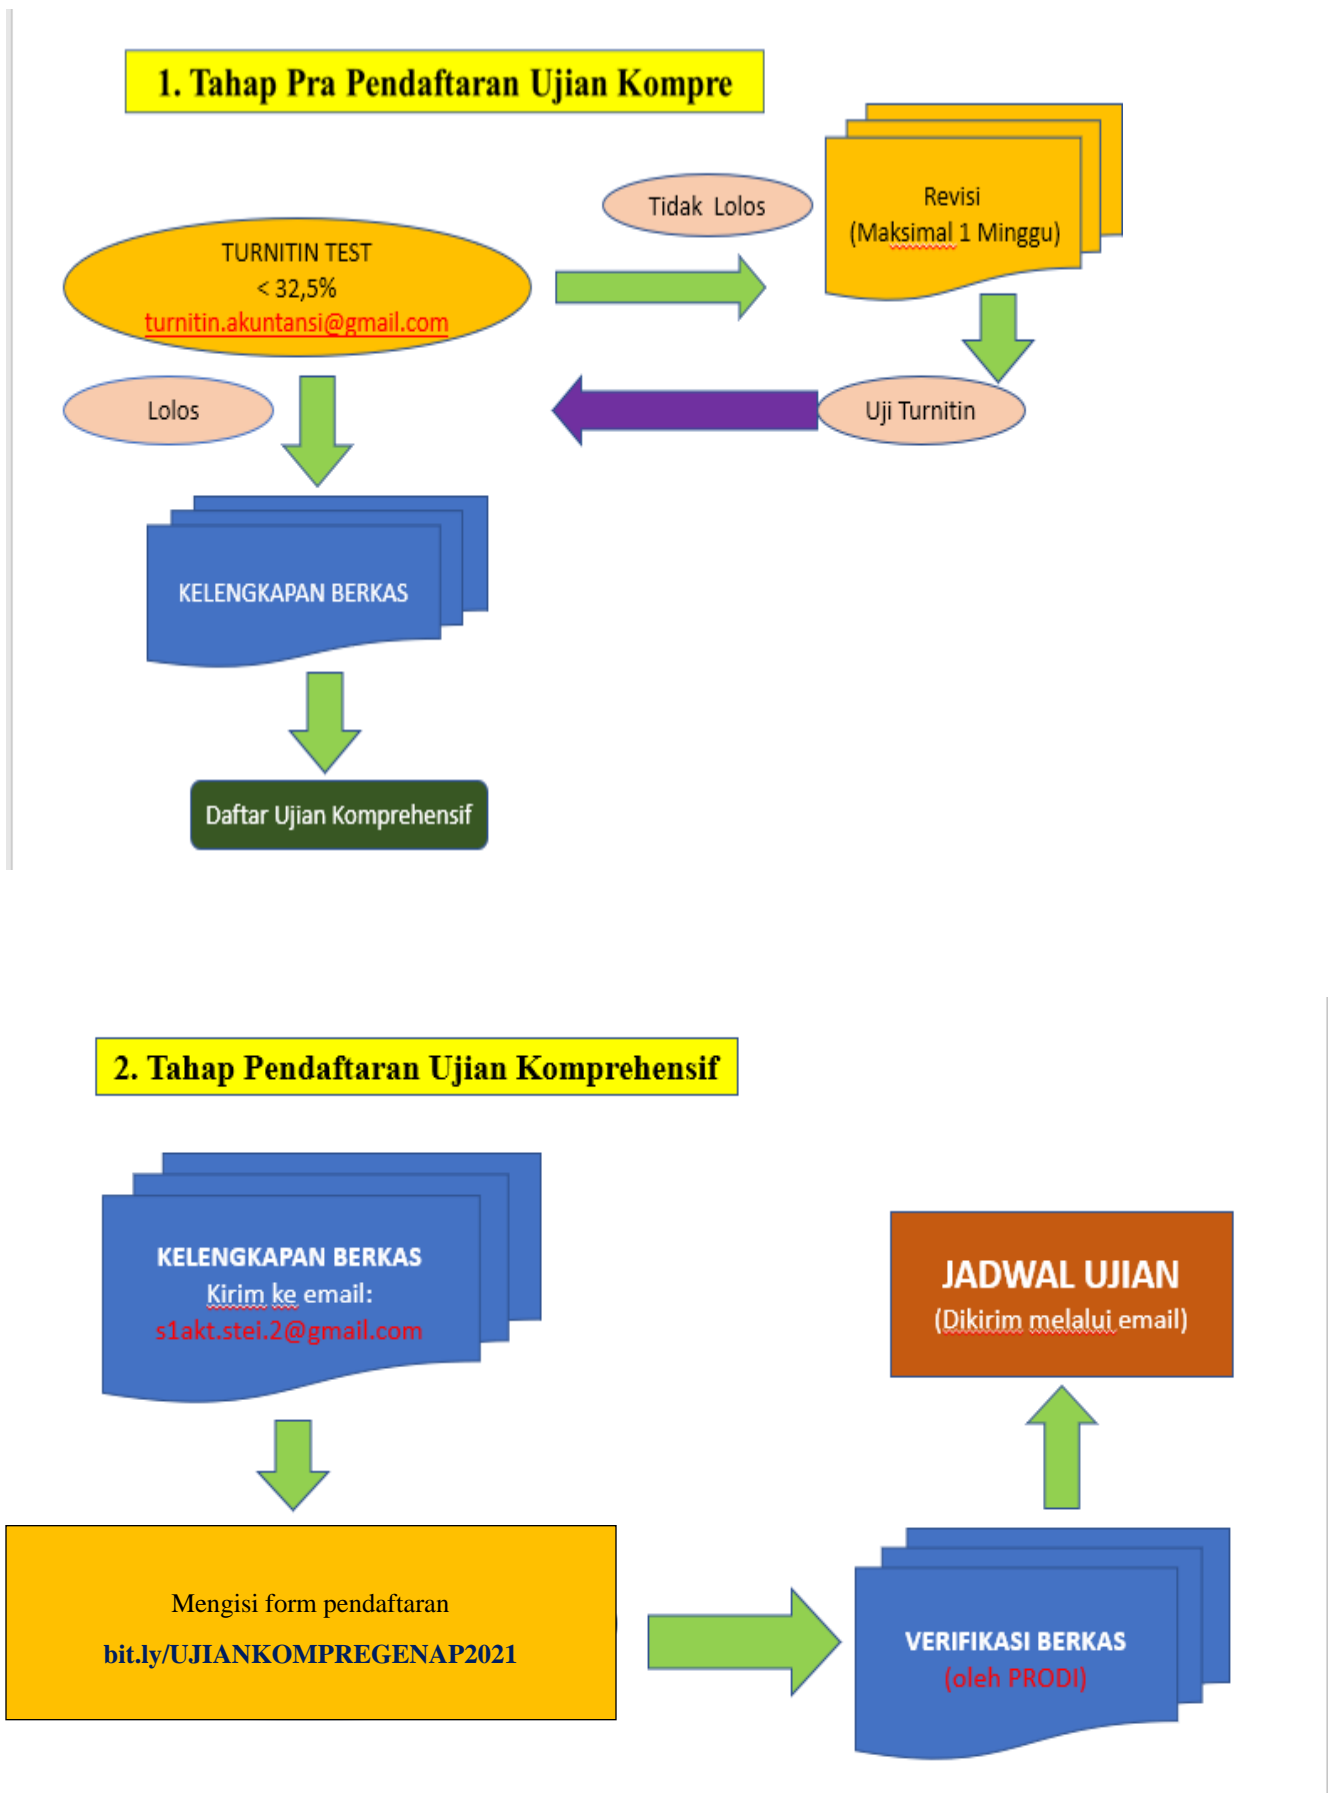 1. Tahap Pra Pendaftaran Ujian Kompre
Tidak Lolos
Revisi
(Maksimal 1 Minggu)
TURNITIN TEST
< 32,5%
turnitin.akuntansi@gmail.com
Lolos
Uji Turnitin
KELENGKAPAN BERKAS
Daftar Ujian Komprehensif
2. Tahap Pendaftaran Ujian Komprehensif
KELENGKAPAN BERKAS
Kirim ke email:
s1akt.stei.2@gmail.com
JADWAL UJIAN
(Dikirim melalui email)
Mengisi form pendaftaran
bit.ly/UJIANKOMPREGENAP2021
VERIFIKASI BERKAS
(oleh PRODI)